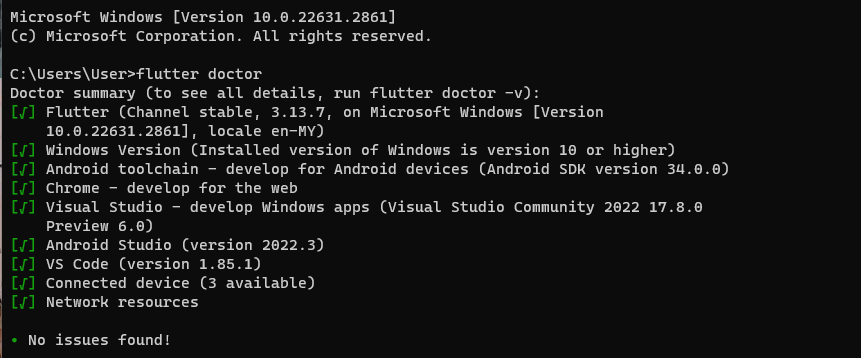 Microsoft Windows [Version 10.0.22631.2861]
(c) Microsoft Corporation. All rights reserved.
C:\Users\User>flutter doctor
Doctor summary (to see all details, run flutter doctor -v):
[√] Flutter (Channel stable, 3.13.7, on Microsoft Windows [Version
10.0.22631.2861], locale en-MY)
[√] Windows Version (Installed version of Windows is version 10 or higher)
[√] Android toolchain - develop for Android devices (Android SDK version 34.0.0)
[√] Chrome - develop for the web
[√] Visual Studio - develop Windows apps (Visual Studio Community 2022 17.8.0
Preview 6.0)
[√] Android Studio (version 2022.3)
[√] VS Code (version 1.85.1)
[√] Connected device (3 available)
[√] Network resources
• No issues found!